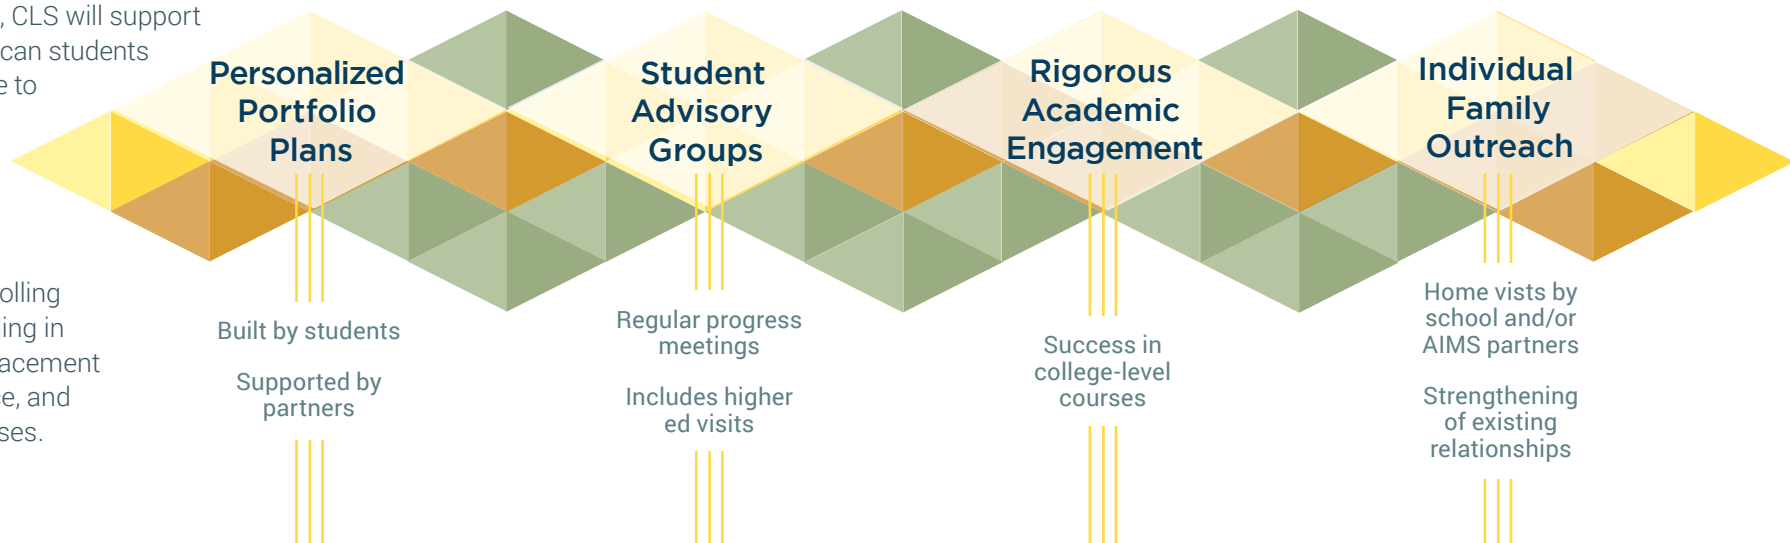 , CLS will support
can students
e to
olling
ing in
acement
ce, and
ses.
Personalized
Portfolio
Plans
Built by students
Supported by
partners
Student
Advisory
Groups
Regular progress
meetings
Includes higher
ed visits
Rigorous
Academic
Engagement
Success in
college-level
courses
Individual
Family
Outreach
Home vists by
school and/or
AIMS partners
Strengthening
of existing
relationships